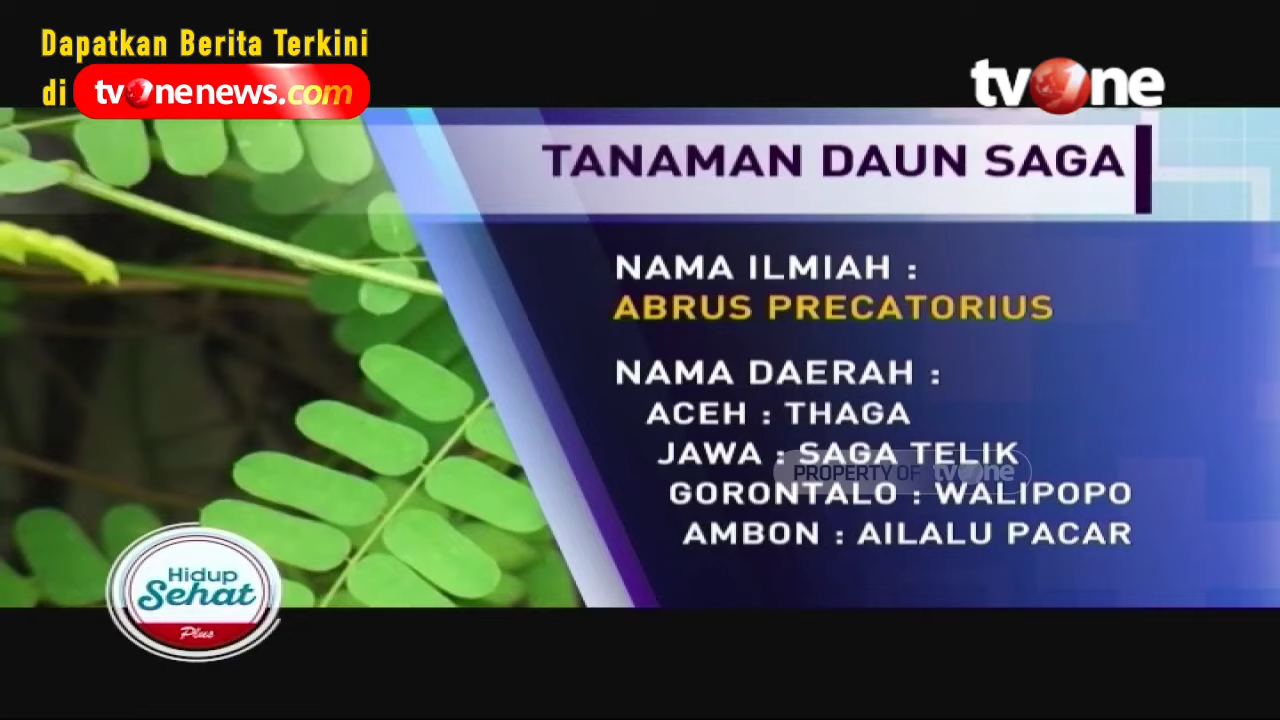 Dapatkan Berita Terkini
di tvonenews.com
tvOne
TANAMAN DAUN SAGA
NAMA ILMIAH :
ABRUS PRECATORIUS
NAMA DAERAH :
ACEH : THAGA
JAWA : SAGA TELIK
PROPERTY OF tvOne
GORONTALO : WALIPOPO
AMBON : AILALU PACAR
Hidup
Sehat
Plus